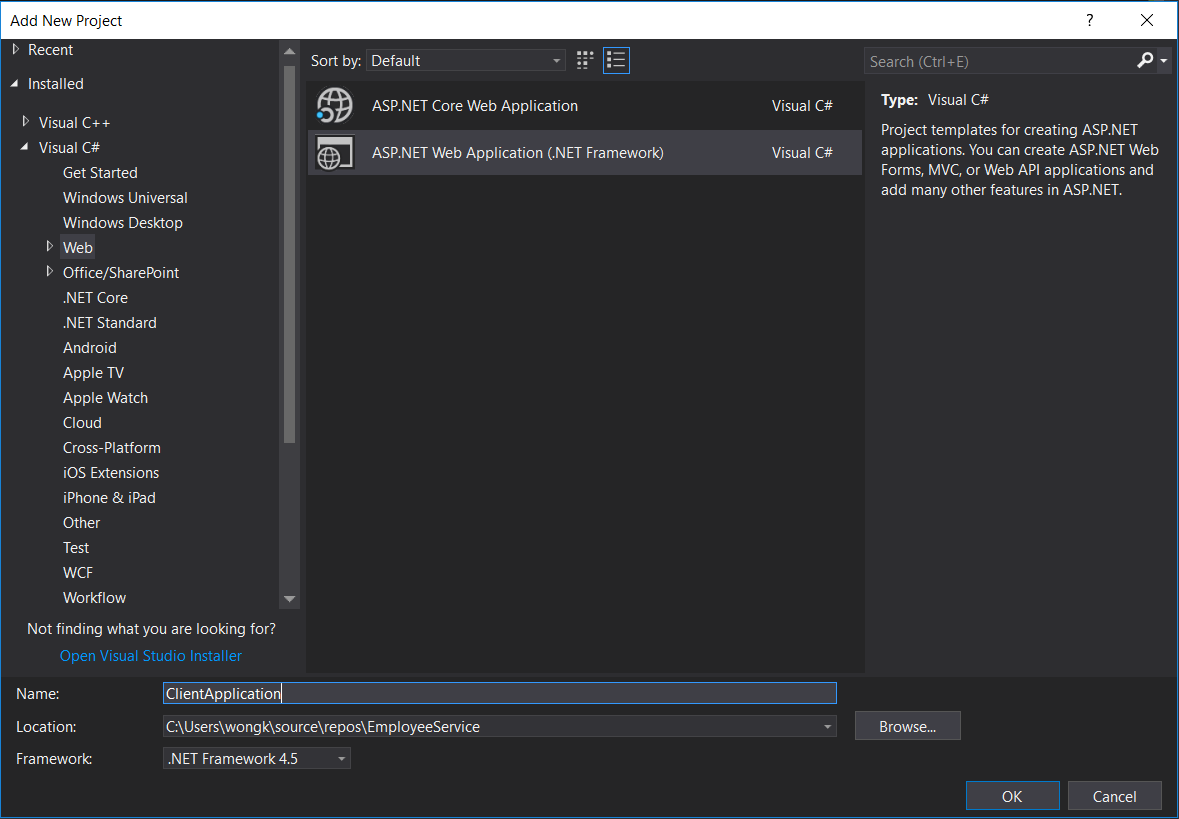 Add New Project
?
Recent
Installed
Visual C++
Visual C#
Get Started
Windows Universal
Windows Desktop
Web
Office/SharePoint
.NET Core
.NET Standard
Android
Apple TV
Apple Watch
Cloud
Cross-Platform
iOS Extensions
iPhone & iPad
Other
Test
WCF
Workflow
Not finding what you are looking for?
Open Visual Studio Installer
Sort by: Default
ASP.NET Core Web Application Visual C#
ASP.NET Web Application (.NET Framework) Visual C#
Search (Ctrl+E)
Type: Visual C#
Project templates for creating ASP.NET
applications. You can create ASP.NET Web
Forms, MVC, or Web API applications and
add many other features in ASP.NET.
Name: ClientApplication
Location: C:\Users\wongk\source\repos\EmployeeService
Browse...
Framework: .NET Framework 4.5
OK Cancel